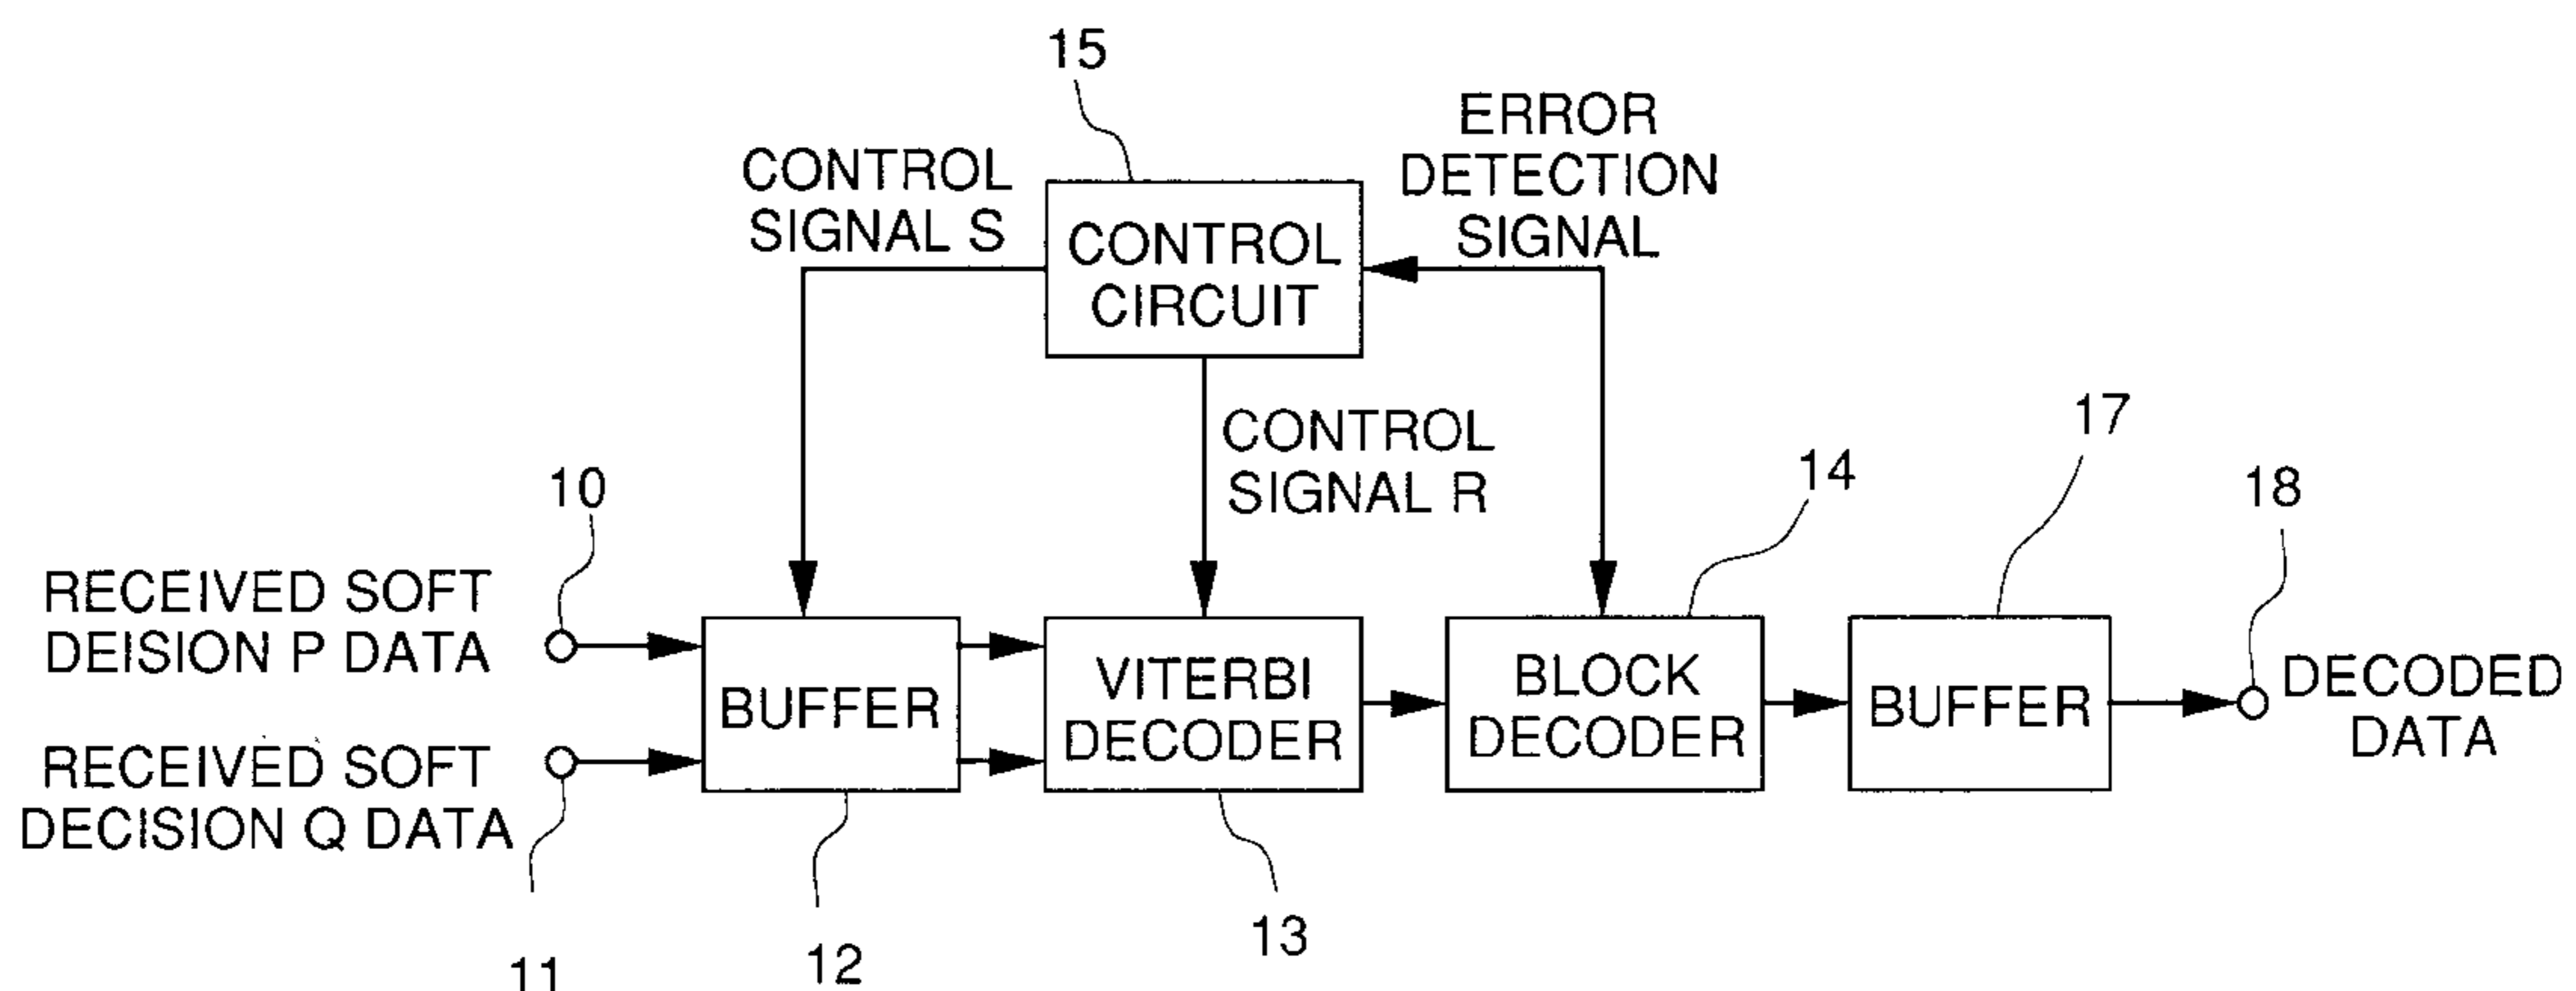 15
ERROR
DETECTION
SIGNAL
CONTROL
SIGNAL S
CONTROL
CIRCUIT
CONTROL
SIGNAL R
17
14
10
18
RECEIVED SOFT
DEISION P DATA
RECEIVED SOFT
DECISION Q DATA
BUFFER
VITERBI
DECODER
BLOCK
DECODER
BUFFER
DECODED
DATA
11
12
13